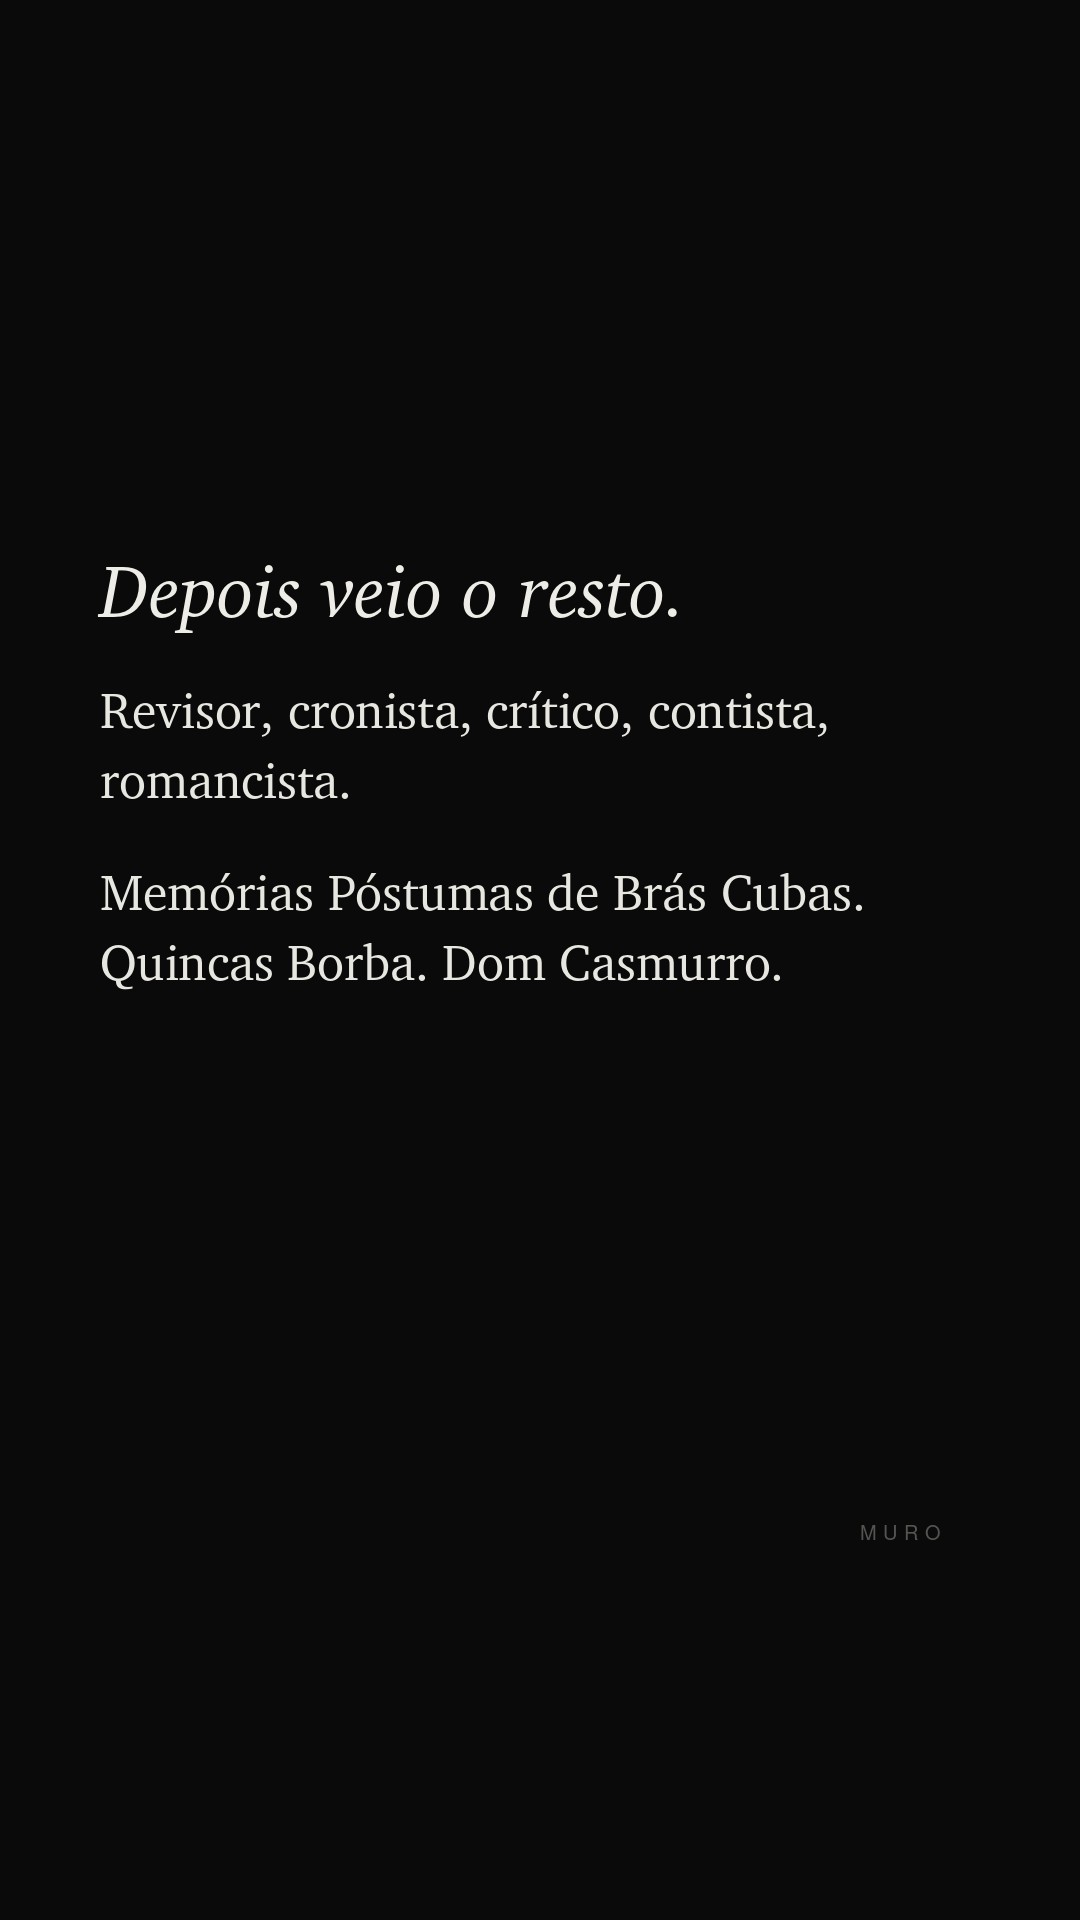 Depois veio o resto.
Revisor, cronista, crítico, contista,
romancista.
Memórias Póstumas de Brás Cubas.
Quincas Borba. Dom Casmurro.
MURO